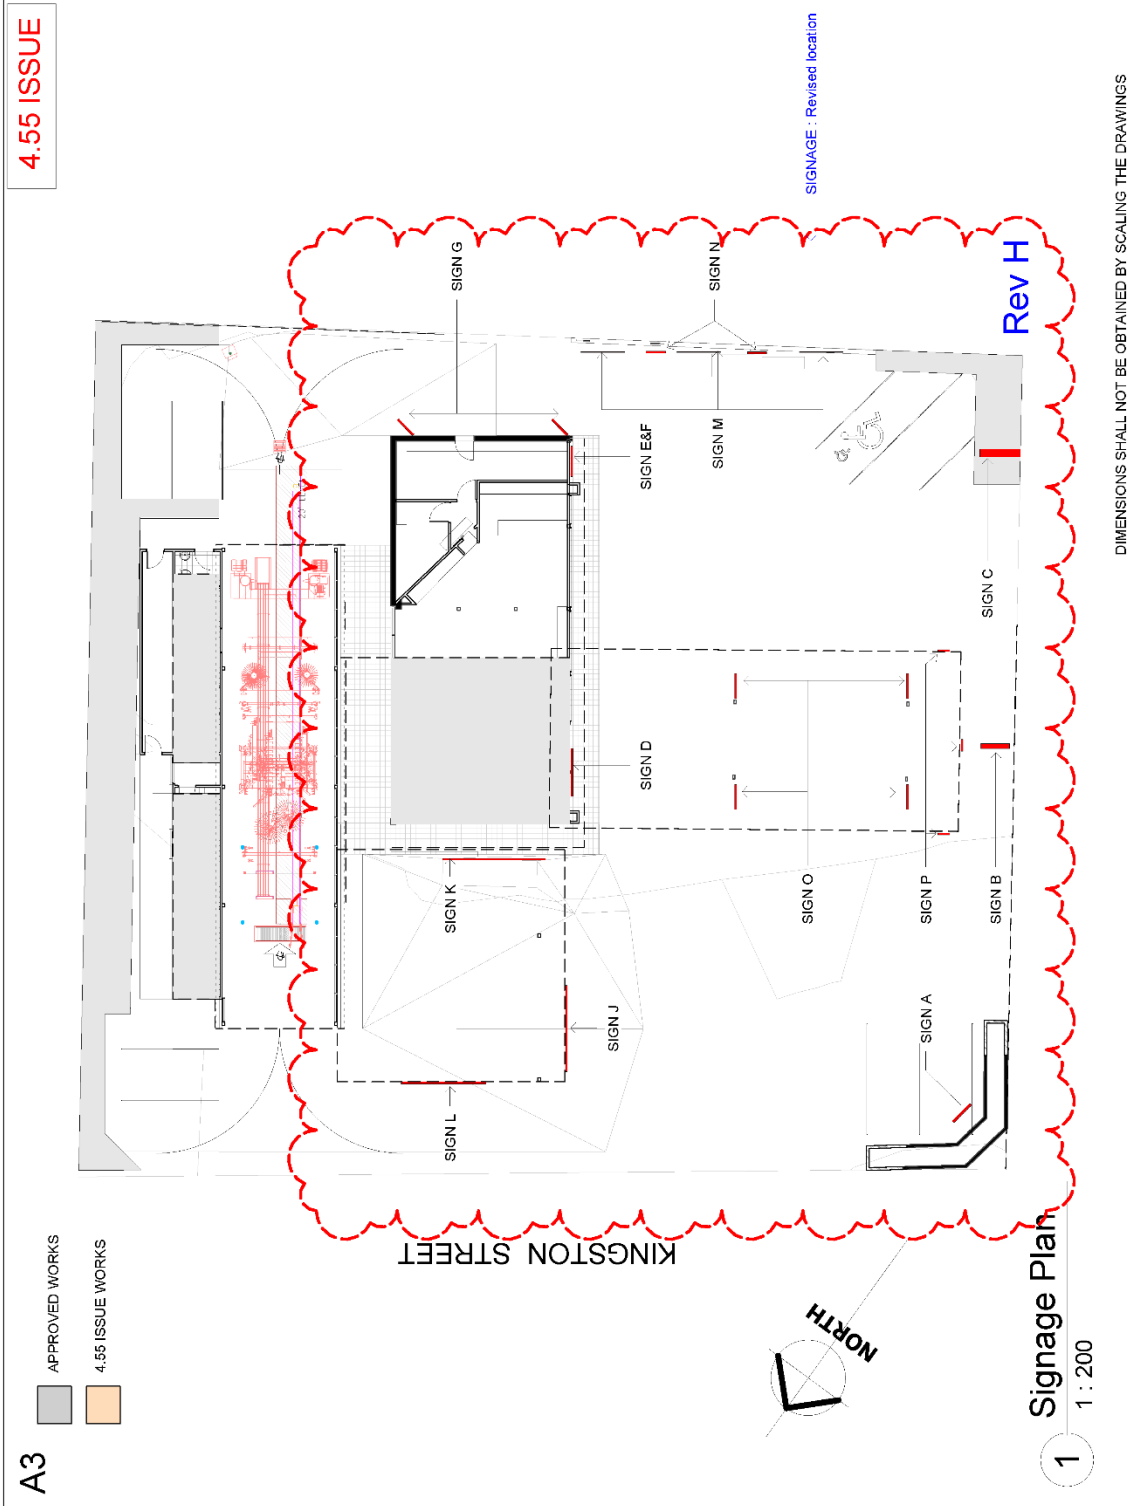 A3
APPROVED WORKS
4.55 ISSUE WORKS
4.55 ISSUE
SIGNAGE : Revised location
SIGN G
SIGN N
Rev H
SIGN E&F
SIGN M
SIGN C
SIGN D
SIGN K
SIGN O
SIGN P
SIGN B
SIGN J
SIGN A
SIGN L
KINGSTON STREET
NORTH
1
Signage Plan
1 : 200
DIMENSIONS SHALL NOT BE OBTAINED BY SCALING THE DRAWINGS